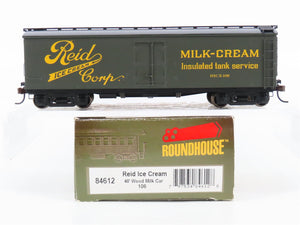 Reid
ICE CREAM
Corp.
MILK-CREAM
Insulated tank service
ROUNDHOUSE
84612
Reid Ice Cream
40' Wood Milk Car
106